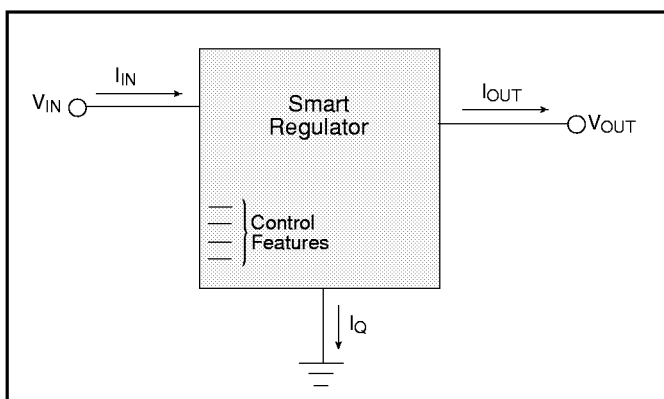 I_IN
V_IN
Smart
Regulator
I_OUT
V_OUT
Control
Features
I_Q